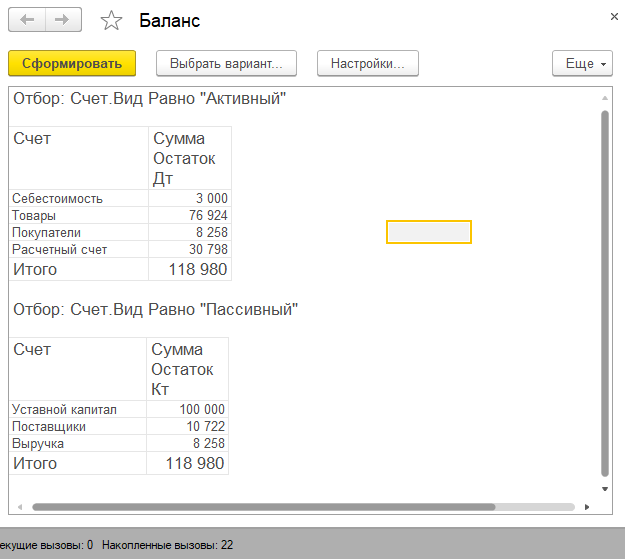 Баланс
Сформировать Выбрать вариант... Настройки... Еще
Отбор: Счет.Вид Равно "Активный"
Счет Сумма
Остаток
Дт
Себестоимость 3 000
Товары 76 924
Покупатели 8 258
Расчетный счет 30 798
Итого 118 980
Отбор: Счет.Вид Равно "Пассивный"
Счет Сумма
Остаток
Кт
Уставной капитал 100 000
Поставщики 10 722
Выручка 8 258
Итого 118 980
екущие вызовы: 0 Накопленные вызовы: 22